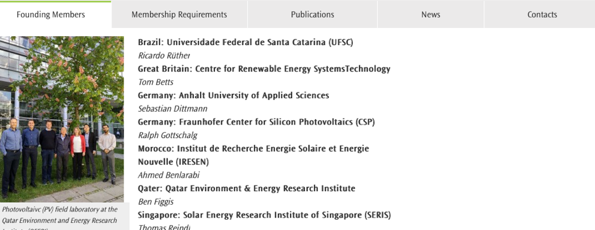 Founding Members
Membership Requirements
Publications
News
Contacts
Brazil: Universidade Federal de Santa Catarina (UFSC)
Ricardo Rüther
Great Britain: Centre for Renewable Energy SystemsTechnology
Tom Betts
Germany: Anhalt University of Applied Sciences
Sebastian Dittmann
Germany: Fraunhofer Center for Silicon Photovoltaics (CSP)
Ralph Gottschalg
Morocco: Institut de Recherche Energie Solaire et Energie
Nouvelle (IRESEN)
Ahmed Benlarabi
Qater: Qatar Environment & Energy Research Institute
Ben Figgis
Singapore: Solar Energy Research Institute of Singapore (SERIS)
Thomas Reindl
Photovoltaivc (PV) field laboratory at the
Qatar Environment and Energy Research